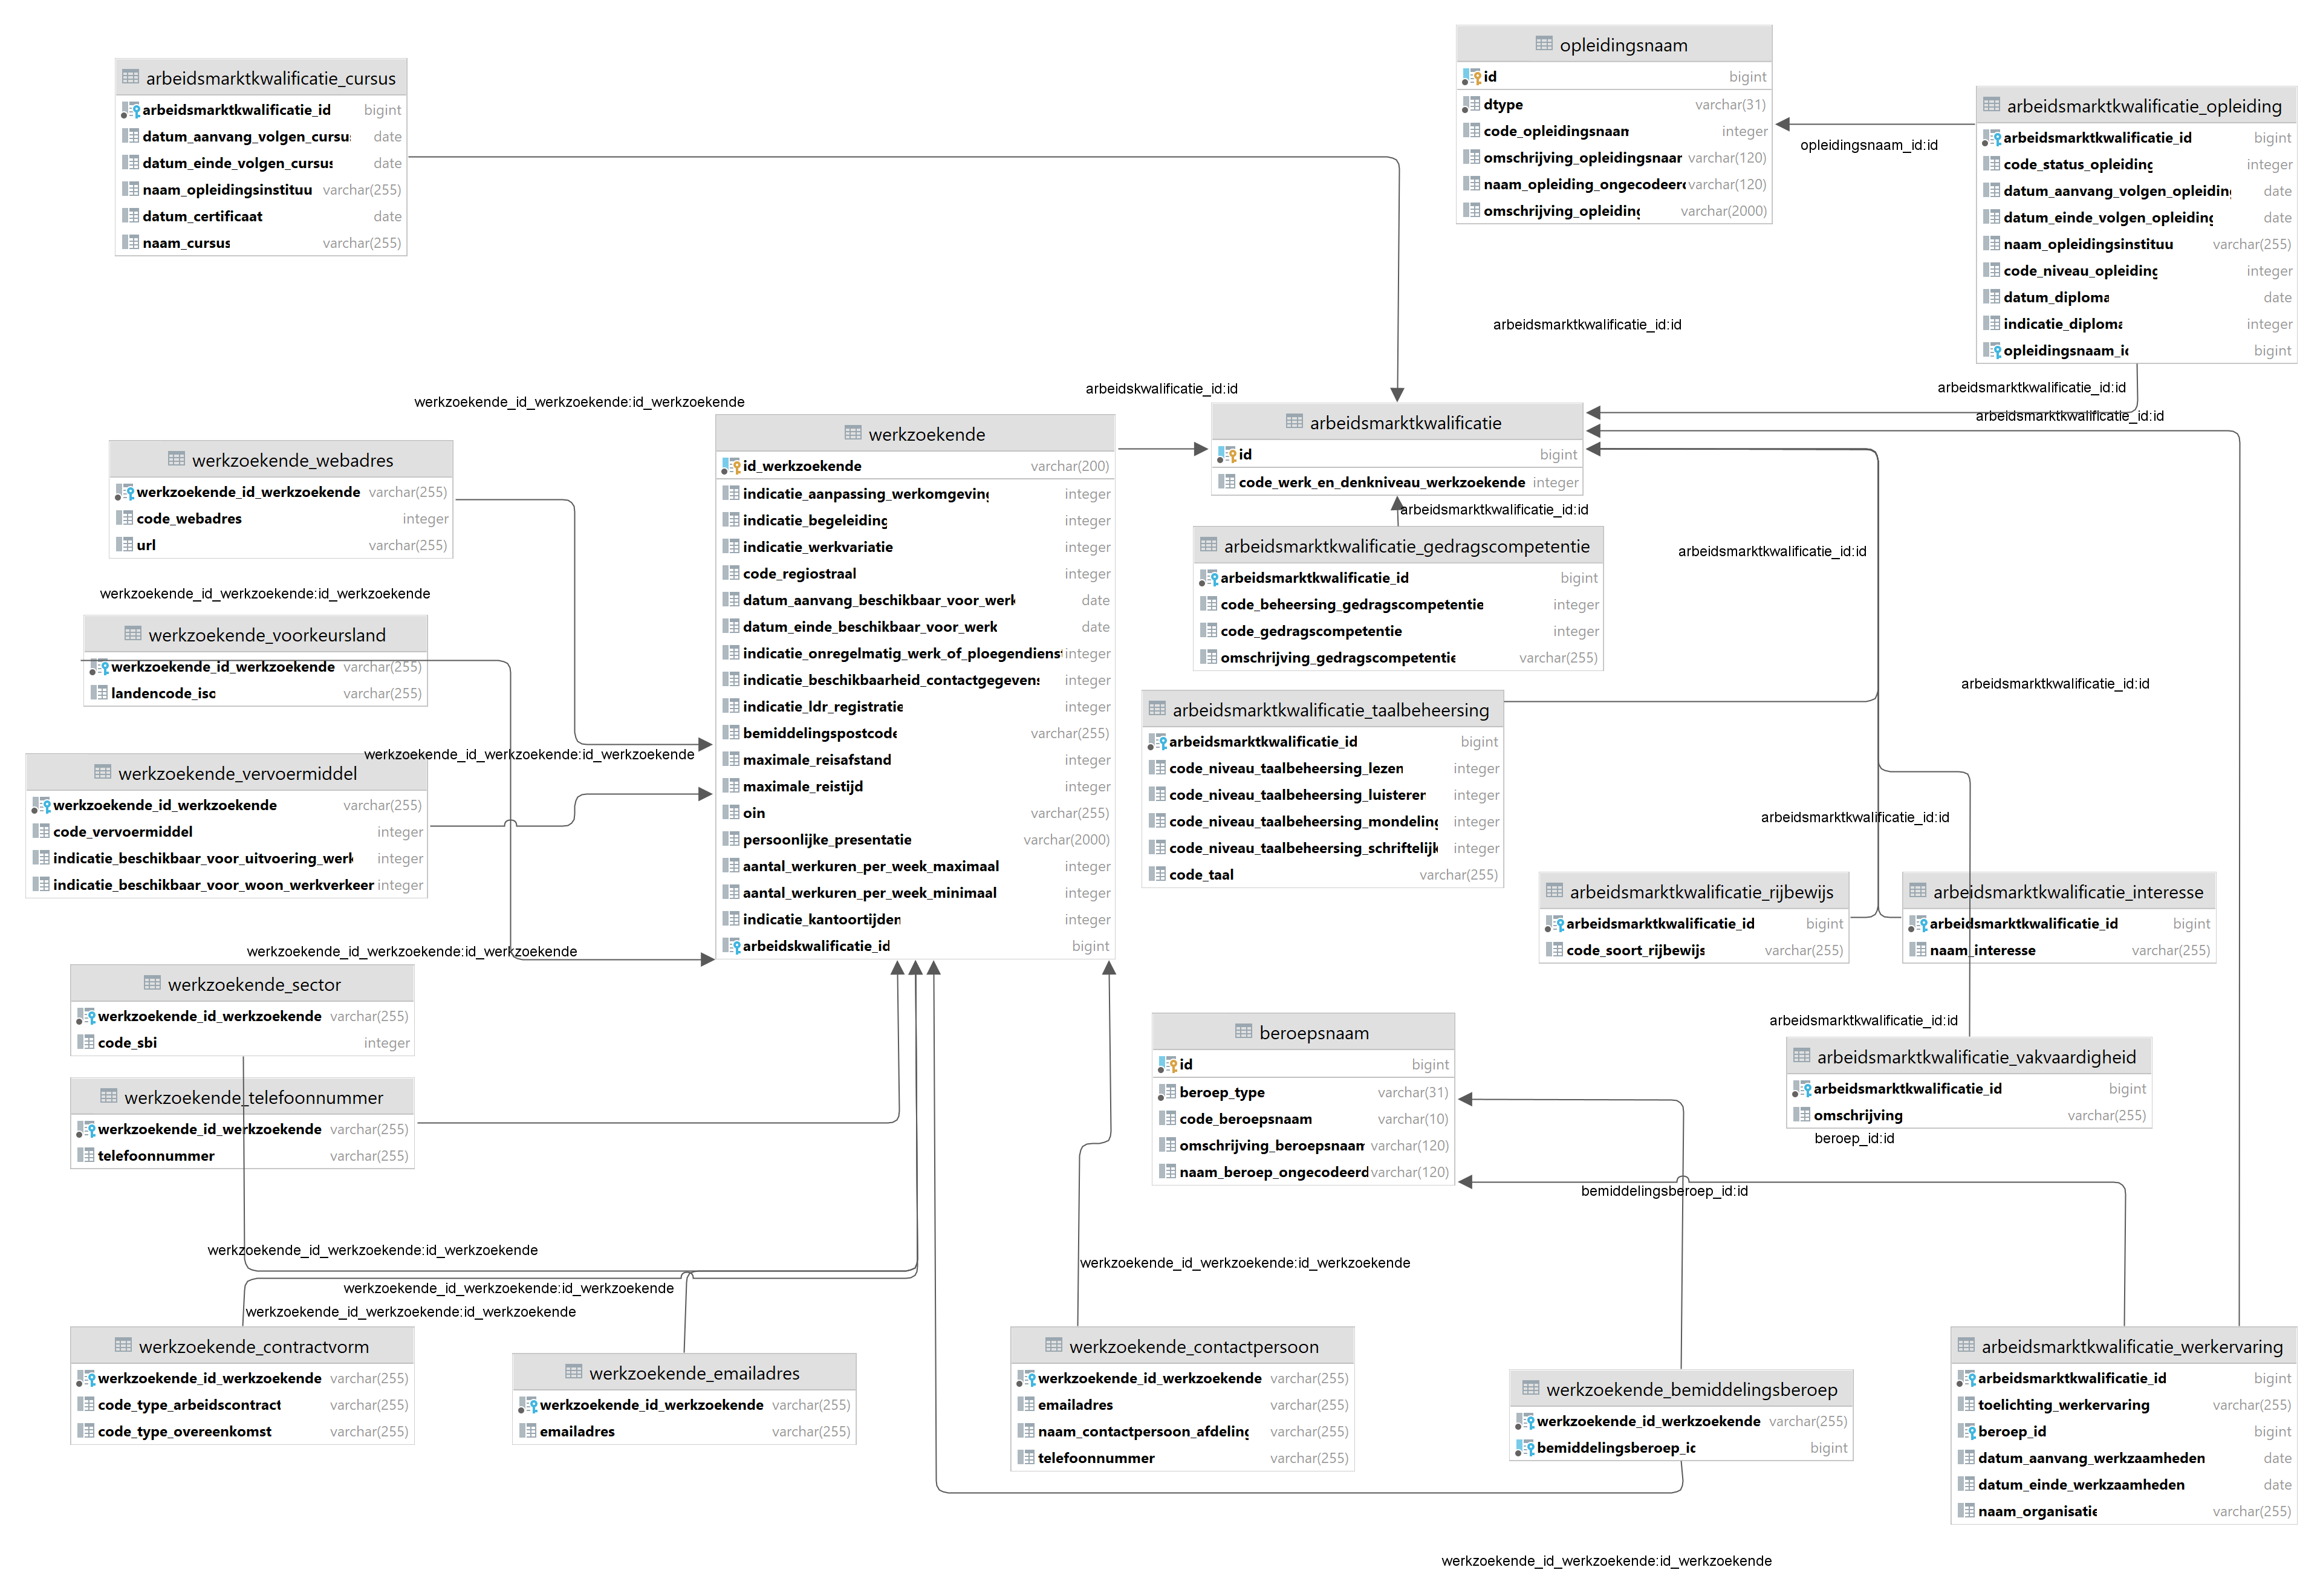 opleidingsnaam
id bigint
dtype varchar(31)
code_opleidingsnaam integer
omschrijving_opleidingsnaar varchar(120)
naam_opleiding_ongecodeerd varchar(120)
omschrijving_opleiding varchar(2000)
arbeidsmarktkwalificatie_cursus
arbeidsmarktkwalificatie_id bigint
datum_aanvang_volgen_cursu date
datum_einde_volgen_cursus date
naam_opleidingsinstituu varchar(255)
datum_certificaat date
naam_cursus varchar(255)
arbeidsmarktkwalificatie_opleiding
arbeidsmarktkwalificatie_id bigint
code_status_opleiding integer
datum_aanvang_volgen_opleiding date
datum_einde_volgen_opleiding date
naam_opleidingsinstituu varchar(255)
code_niveau_opleiding integer
datum_diploma date
indicatie_diploma integer
opleidingsnaam_id bigint
opleidingsnaam_id:id
arbeidsmarktkwalificatie_id:id
arbeidskwalificatie_id:id
arbeidsmarktkwalificatie_id:id
arbeidsmarktkwalificatie_id:id
werkzoekende_id_werkzoekende:id_werkzoekende
arbeidsmarktkwalificatie
id bigint
code_werk_en_denkniveau_werkzoekende integer
werkzoekende
id_werkzoekende varchar(200)
indicatie_aanpassing_werkomgeving integer
indicatie_begeleiding integer
indicatie_werkvariatie integer
code_regiostraal integer
datum_aanvang_beschikbaar_voor_werk date
datum_einde_beschikbaar_voor_werk date
indicatie_onregelmatig_werk_of_ploegendienst integer
indicatie_beschikbaarheid_contactgegevens integer
indicatie_ldr_registratie integer
bemiddelingspostcode varchar(255)
maximale_reisafstand integer
maximale_reistijd integer
oin varchar(255)
persoonlijke_presentatie varchar(2000)
aantal_werkuren_per_week_maximaal integer
aantal_werkuren_per_week_minimaal integer
indicatie_kantoortijden integer
arbeidskwalificatie_id bigint
werkzoekende_webadres
werkzoekende_id_werkzoekende varchar(255)
code_webadres integer
url varchar(255)
werkzoekende_id_werkzoekende:id_werkzoekende
werkzoekende_voorkeursland
werkzoekende_id_werkzoekende varchar(255)
landencode_iso varchar(255)
werkzoekende_id_werkzoekende:id_werkzoekende
werkzoekende_vervoermiddel
werkzoekende_id_werkzoekende varchar(255)
code_vervoermiddel integer
indicatie_beschikbaar_voor_uitvoering_werk integer
indicatie_beschikbaar_voor_woon_werkverkeer integer
arbeidsmarktkwalificatie_id:id
arbeidsmarktkwalificatie_gedragscompetentie
arbeidsmarktkwalificatie_id bigint
code_beheersing_gedragscompetentie integer
code_gedragscompetentie integer
omschrijving_gedragscompetentie varchar(255)
arbeidsmarktkwalificatie_id:id
arbeidsmarktkwalificatie_id:id
arbeidsmarktkwalificatie_taalbeheersing
arbeidsmarktkwalificatie_id bigint
code_niveau_taalbeheersing_lezen integer
code_niveau_taalbeheersing_luisteren integer
code_niveau_taalbeheersing_mondeling integer
code_niveau_taalbeheersing_schriftelijk integer
code_taal varchar(255)
arbeidsmarktkwalificatie_id:id
arbeidsmarktkwalificatie_rijbewijs
arbeidsmarktkwalificatie_id bigint
code_soort_rijbewijs varchar(255)
arbeidsmarktkwalificatie_interesse
arbeidsmarktkwalificatie_id bigint
naam_interesse varchar(255)
werkzoekende_id_werkzoekende:id_werkzoekende
werkzoekende_sector
werkzoekende_id_werkzoekende varchar(255)
code_sbi integer
werkzoekende_telefoonnummer
werkzoekende_id_werkzoekende varchar(255)
telefoonnummer varchar(255)
beroepsnaam
id bigint
beroep_type varchar(31)
code_beroepsnaam varchar(10)
omschrijving_beroepsnaam varchar(120)
naam_beroep_ongecodeerd varchar(120)
arbeidsmarktkwalificatie_id:id
arbeidsmarktkwalificatie_vakvaardigheid
arbeidsmarktkwalificatie_id bigint
omschrijving varchar(255)
beroep_id:id
bemiddelingsberoep_id:id
werkzoekende_id_werkzoekende:id_werkzoekende
werkzoekende_id_werkzoekende:id_werkzoekende
werkzoekende_id_werkzoekende:id_werkzoekende
werkzoekende_id_werkzoekende:id_werkzoekende
werkzoekende_contractvorm
werkzoekende_id_werkzoekende varchar(255)
code_type_arbeidscontract varchar(255)
code_type_overeenkomst varchar(255)
werkzoekende_emailadres
werkzoekende_id_werkzoekende varchar(255)
emailadres varchar(255)
werkzoekende_contactpersoon
werkzoekende_id_werkzoekende varchar(255)
emailadres varchar(255)
naam_contactpersoon_afdeling varchar(255)
telefoonnummer varchar(255)
werkzoekende_bemiddelingsberoep
werkzoekende_id_werkzoekende varchar(255)
bemiddelingsberoep_id bigint
arbeidsmarktkwalificatie_werkervaring
arbeidsmarktkwalificatie_id bigint
toelichting_werkervaring varchar(255)
beroep_id bigint
datum_aanvang_werkzaamheden date
datum_einde_werkzaamheden date
naam_organisatie varchar(255)
werkzoekende_id_werkzoekende:id_werkzoekende